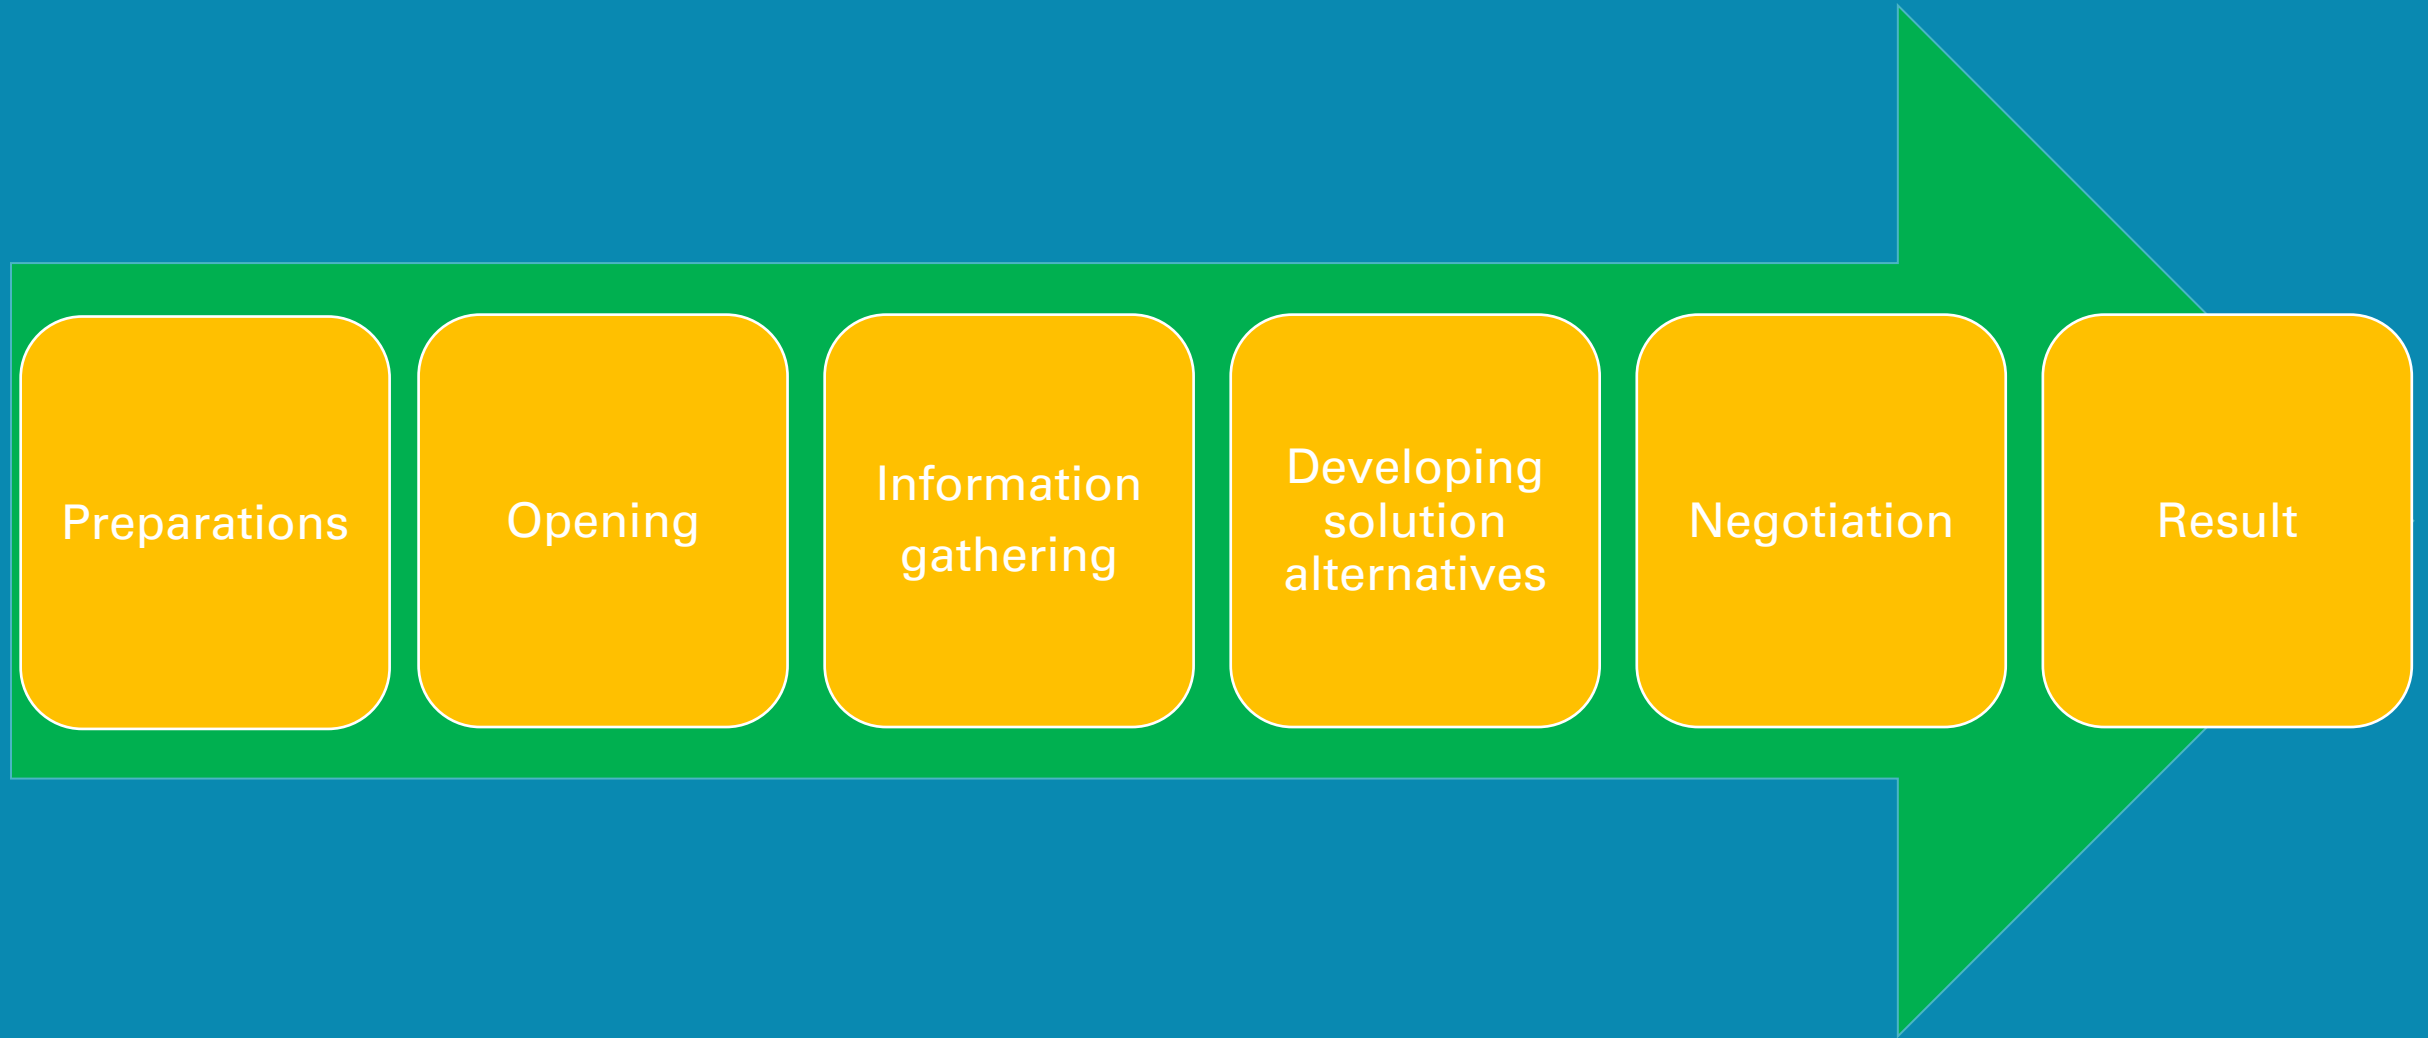 Preparations
Opening
Information
gathering
Developing
solution
alternatives
Negotiation
Result